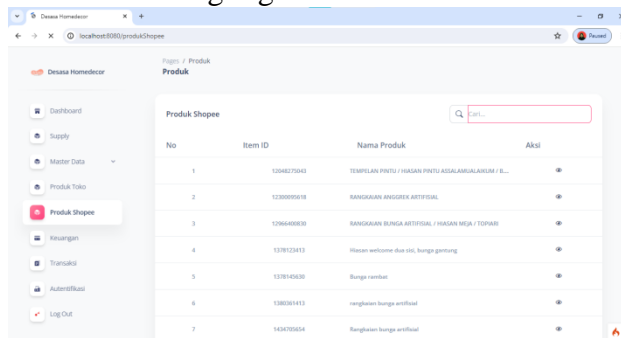 Desasa Homedecor
localhost:8080/produkShopee
Paused
Desasa Homedecor
Pages / Produk
Produk
Dashboard
Supply
Master Data
Produk Toko
Produk Shopee
Keuangan
Transaksi
Autentifikasi
Log Out
Produk Shopee
Cari...
No Item ID Nama Produk Aksi
1 12048275043 TEMPELAN PINTU / HIASAN PINTU ASSALAMUALAIKUM / B...
2 12300095618 RANGKAIAN ANGGREK ARTIFISIAL
3 12966400830 RANGKAIAN BUNGA ARTIFISIAL / HIASAN MEJA / TOPIARI
4 1378123413 Hiasan welcome dua sisi, bunga gantung
5 1378145630 Bunga rambat
6 1380361413 rangkaian bunga artifisial
7 1434705654 Rangkaian bunga artifisial